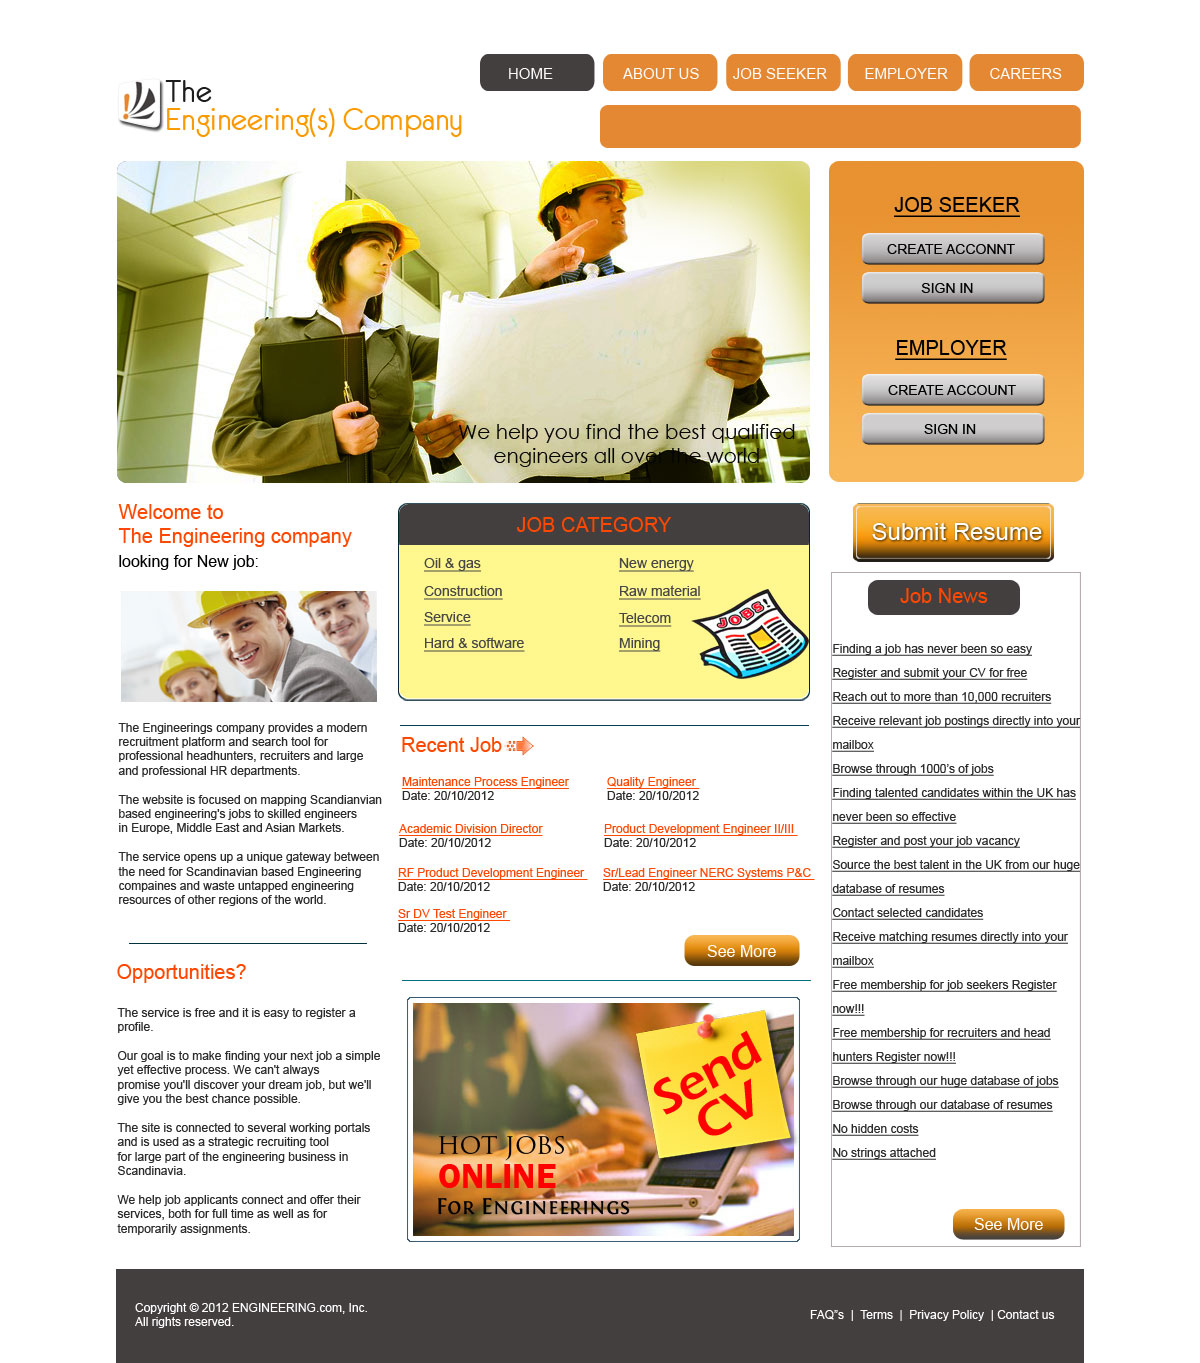 HOME
ABOUT US
JOB SEEKER
EMPLOYER
CAREERS
The
Engineering(s) Company
We help you find the best qualified
engineers all over the world
JOB SEEKER
CREATE ACCONNT
SIGN IN
EMPLOYER
CREATE ACCOUNT
SIGN IN
Welcome to
The Engineering company
looking for New job:
The Engineerings company provides a modern
recruitment platform and search tool for
professional headhunters, recruiters and large
and professional HR departments.
The website is focused on mapping Scandianvian
based engineering's jobs to skilled engineers
in Europe, Middle East and Asian Markets.
The service opens up a unique gateway between
the need for Scandinavian based Engineering
compaines and waste untapped engineering
resources of other regions of the world.
Opportunities?
The service is free and it is easy to register a
profile.
Our goal is to make finding your next job a simple
yet effective process. We can't always
promise you'll discover your dream job, but we'll
give you the best chance possible.
The site is connected to several working portals
and is used as a strategic recruiting tool
for large part of the engineering business in
Scandinavia.
We help job applicants connect and offer their
services, both for full time as well as for
temporarily assignments.
JOB CATEGORY
Oil & gas
Construction
Service
Hard & software
New energy
Raw material
Telecom
Mining
JOBS!
Recent Job
Maintenance Process Engineer
Date: 20/10/2012
Quality Engineer
Date: 20/10/2012
Academic Division Director
Date: 20/10/2012
Product Development Engineer II/III
Date: 20/10/2012
RF Product Development Engineer
Date: 20/10/2012
Sr/Lead Engineer NERC Systems P&C
Date: 20/10/2012
Sr DV Test Engineer
Date: 20/10/2012
See More
Send
CV
HOT JOBS
ONLINE
FOR ENGINEERINGS
Submit Resume
Job News
Finding a job has never been so easy
Register and submit your CV for free
Reach out to more than 10,000 recruiters
Receive relevant job postings directly into your
mailbox
Browse through 1000's of jobs
Finding talented candidates within the UK has
never been so effective
Register and post your job vacancy
Source the best talent in the UK from our huge
database of resumes
Contact selected candidates
Receive matching resumes directly into your
mailbox
Free membership for job seekers Register
now!!!
Free membership for recruiters and head
hunters Register now!!!
Browse through our huge database of jobs
Browse through our database of resumes
No hidden costs
No strings attached
See More
Copyright © 2012 ENGINEERING.com, Inc.
All rights reserved.
FAQ"s | Terms | Privacy Policy | Contact us